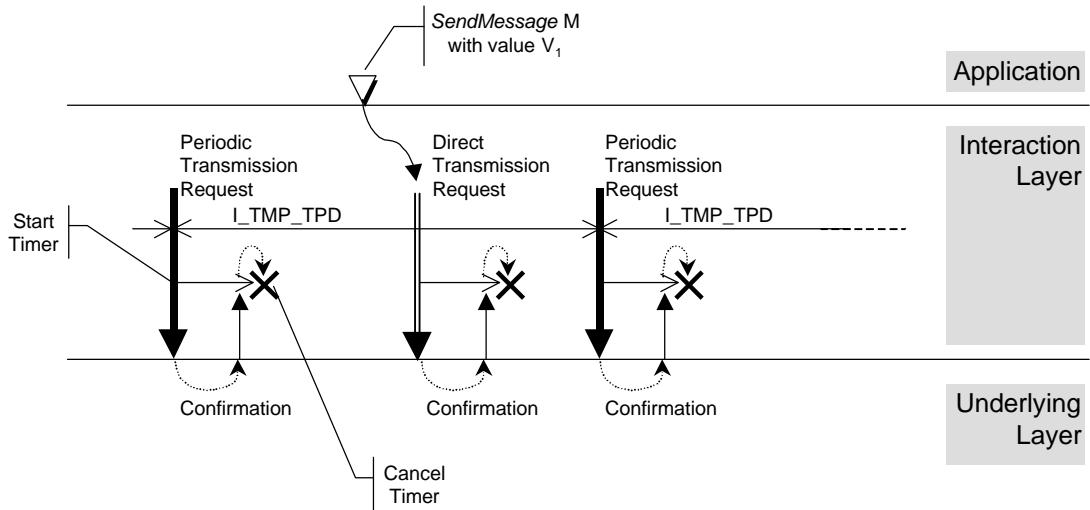 SendMessage M
with value V₁
Application
Periodic
Transmission
Request
Direct
Transmission
Request
Periodic
Transmission
Request
Interaction
Layer
I_TMP_TPD
I_TMP_TPD
Start
Timer
Confirmation
Confirmation
Confirmation
Underlying
Layer
Cancel
Timer